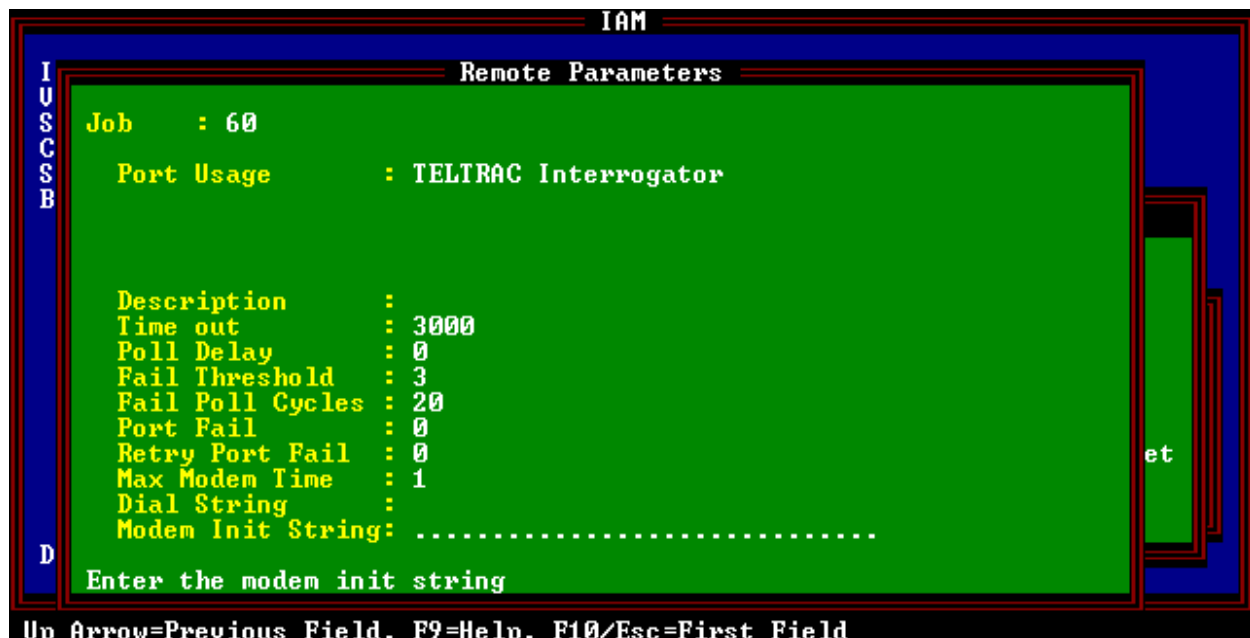 IAM
Remote Parameters
I
U
S
C
S
B
Job : 60
Port Usage : TELTRAC Interrogator
Description :
Time out : 3000
Poll Delay : 0
Fail Threshold : 3
Fail Poll Cycles : 20
Port Fail : 0
Retry Port Fail : 0
et
Max Modem Time : 1
Dial String :
Modem Init String: ..............................
D
Enter the modem init string
Up Arrow=Previous Field, F9=Help, F10/Esc=First Field